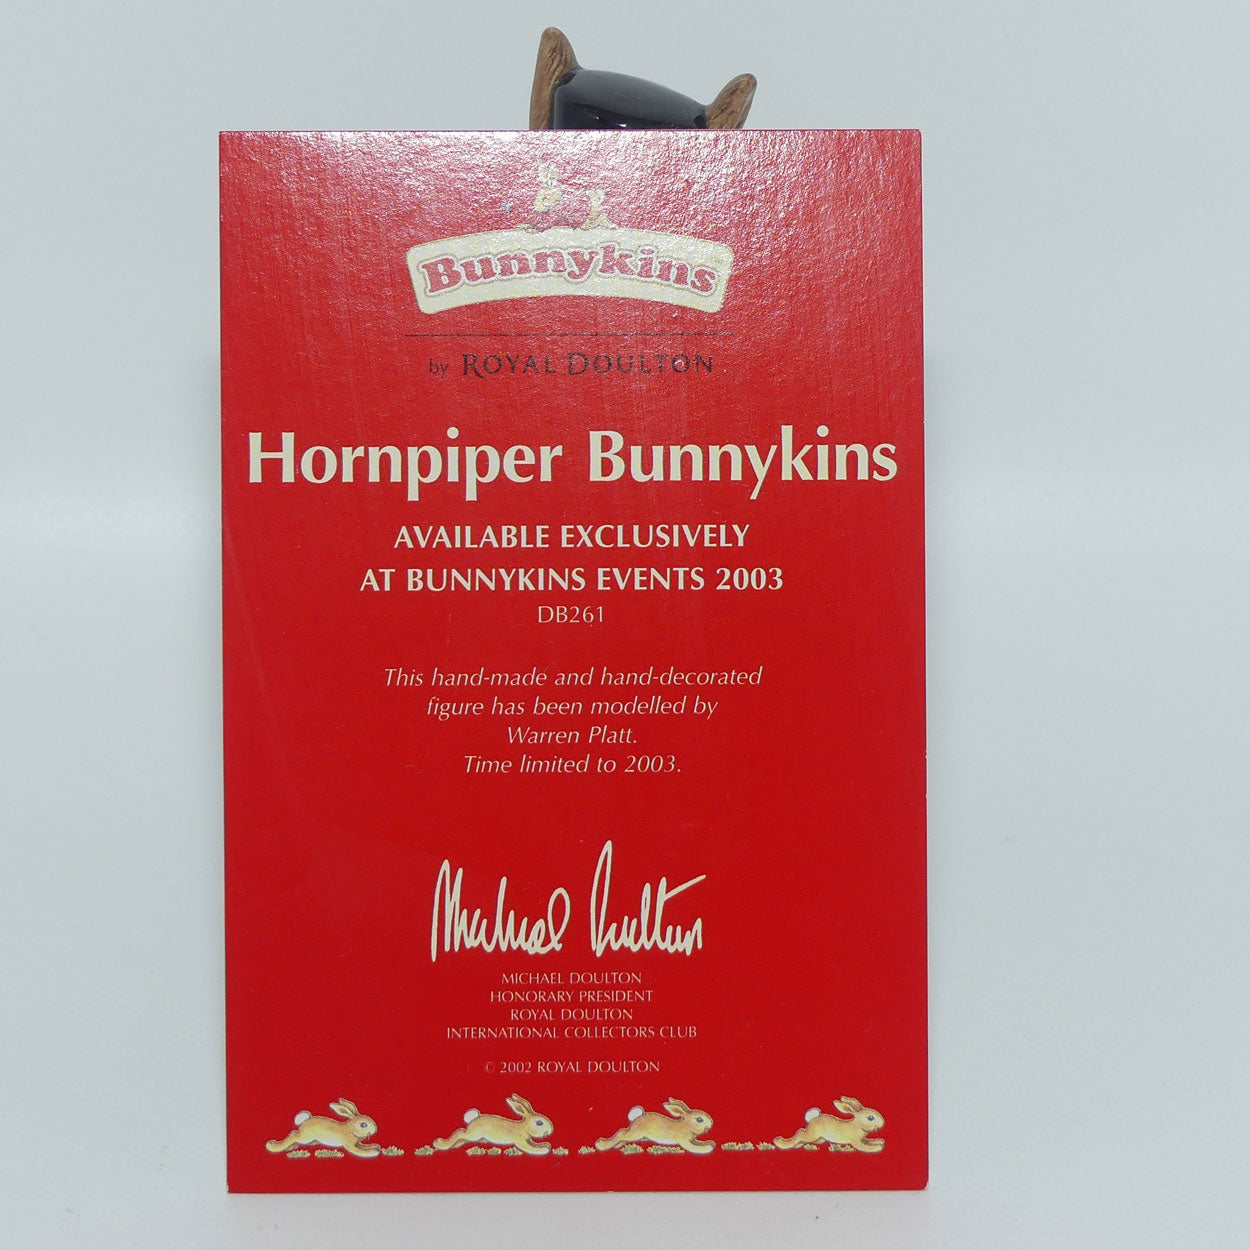 Bunnykins
by ROYAL DOULTON
Hornpiper Bunnykins
AVAILABLE EXCLUSIVELY
AT BUNNYKINS EVENTS 2003
DB261
This hand-made and hand-decorated
figure has been modelled by
Warren Platt.
Time limited to 2003.
Michael Doulton
MICHAEL DOULTON
HONORARY PRESIDENT
ROYAL DOULTON
INTERNATIONAL COLLECTORS CLUB
© 2002 ROYAL DOULTON